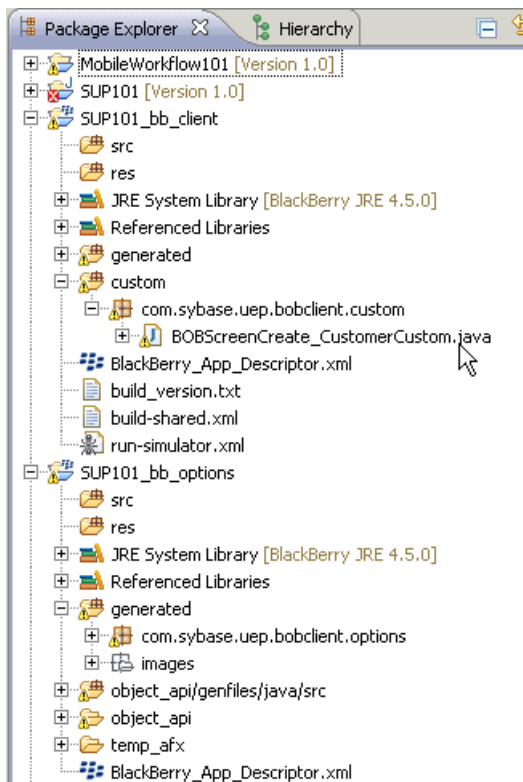 Package Explorer Hierarchy
MobileWorkflow101 [Version 1.0]
SUP101 [Version 1.0]
SUP101_bb_client
src
res
JRE System Library [BlackBerry JRE 4.5.0]
Referenced Libraries
generated
custom
com.sybase.uep.bobclient.custom
BOBScreenCreate_CustomerCustom.java
BlackBerry_App_Descriptor.xml
build_version.txt
build-shared.xml
run-simulator.xml
SUP101_bb_options
src
res
JRE System Library [BlackBerry JRE 4.5.0]
Referenced Libraries
generated
com.sybase.uep.bobclient.options
images
object_api/genfiles/java/src
object_api
temp_afx
BlackBerry_App_Descriptor.xml